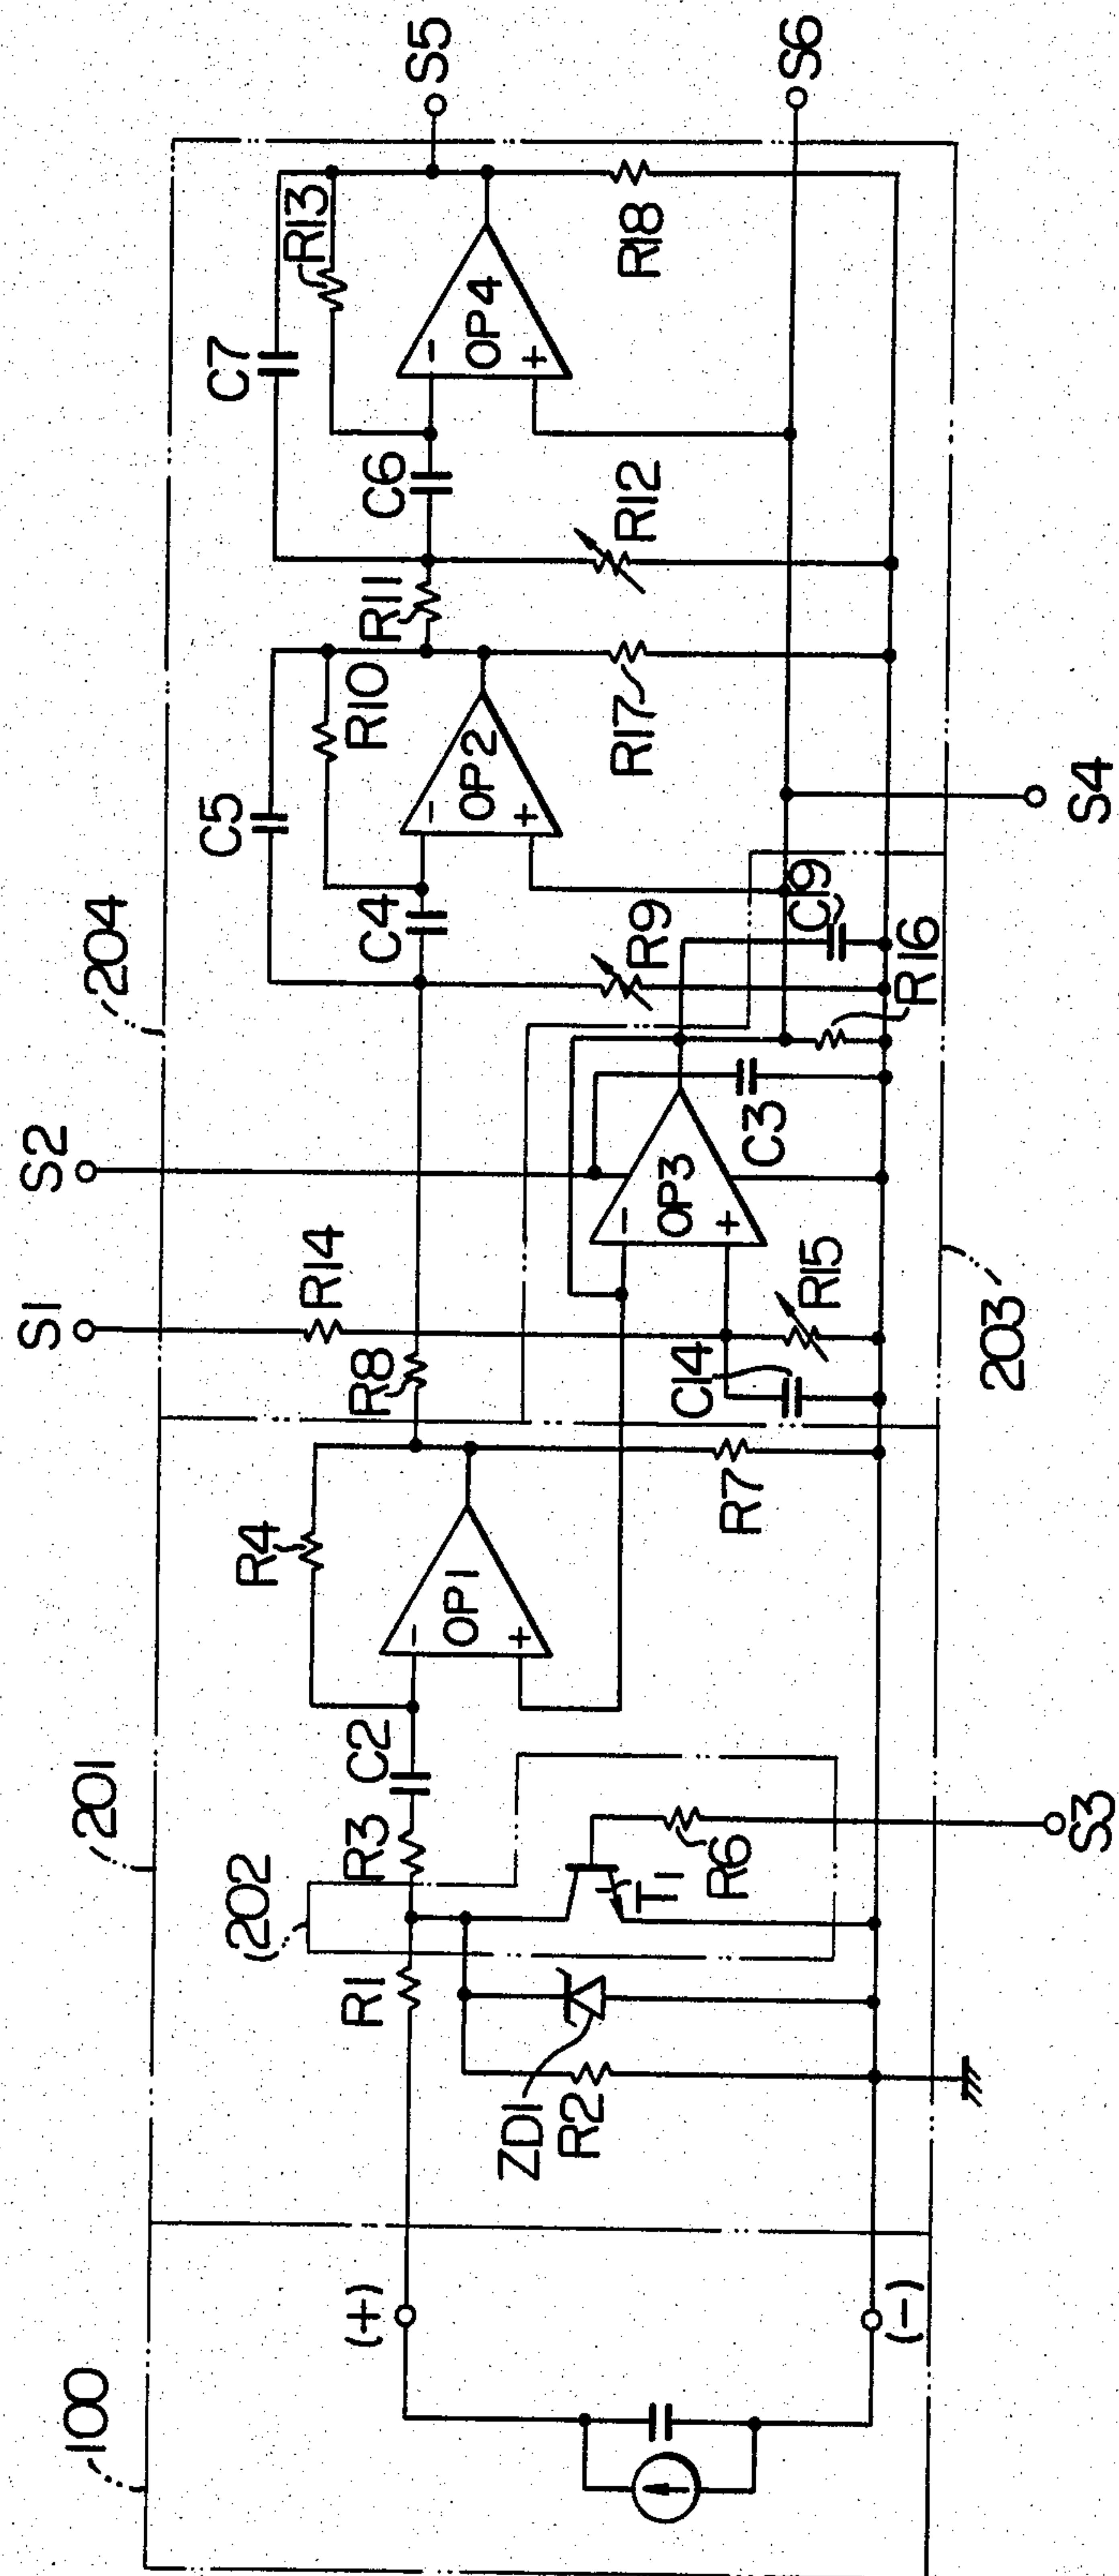 100
201
204
(+)
(-)
R1
(202
R3
C2
R4
OP1
-
+
R7
ZD1
R2
T1
R6
S3
S1
R14
S2
R8
C14
R15
OP3
-
+
C3
C19
R16
203
R9
C4
C5
R10
OP2
-
+
R17
S4
R11
R12
C6
C7
R13
OP4
-
+
R18
S5
S6